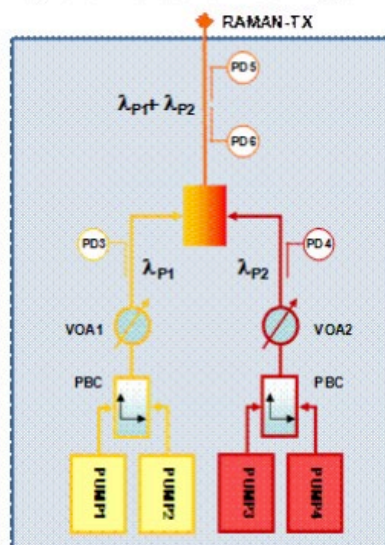 RAMAN-TX
PD5
λP1+ λP2
PD6
PD3
λP1
λP2
PD4
VOA1
VOA2
PBC
PBC
PUMP1
PUMP2
PUMP3
PUMP4